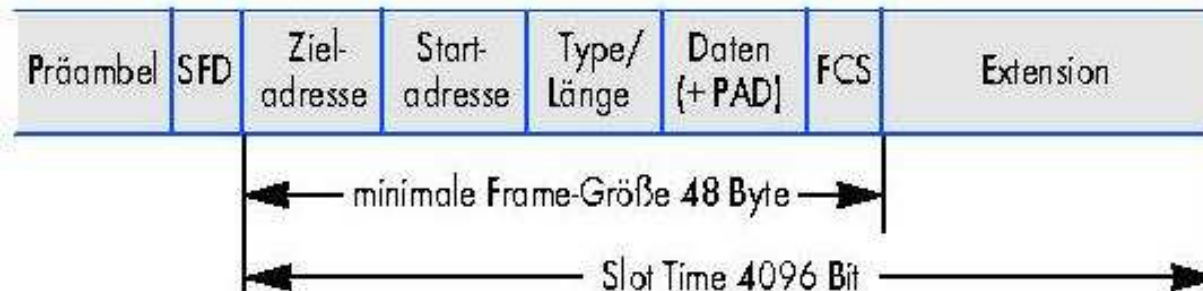 Präambel
SFD
Ziel-
adresse
Start-
adresse
Type/
Länge
Daten
(+ PAD)
FCS
Extension
minimale Frame-Größe 48 Byte
Slot Time 4096 Bit